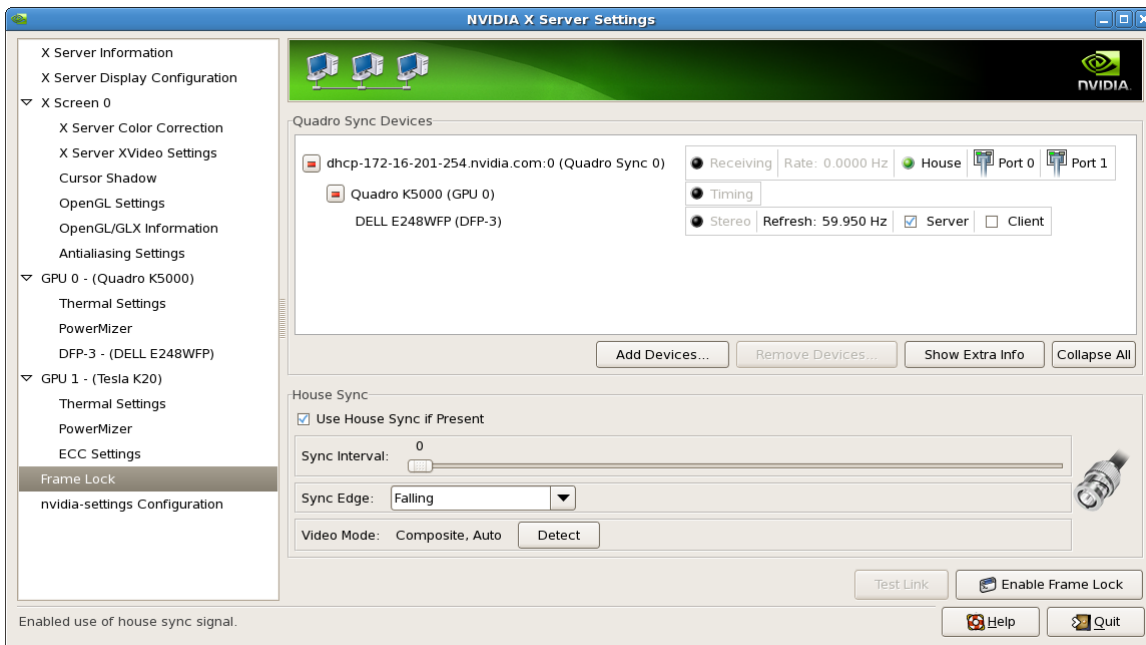 NVIDIA X Server Settings
X Server Information
X Server Display Configuration
X Screen 0
X Server Color Correction
X Server XVideo Settings
Cursor Shadow
OpenGL Settings
OpenGL/GLX Information
Antialiasing Settings
GPU 0 - (Quadro K5000)
Thermal Settings
PowerMizer
DFP-3 - (DELL E248WFP)
GPU 1 - (Tesla K20)
Thermal Settings
PowerMizer
ECC Settings
Frame Lock
nvidia-settings Configuration
NVIDIA.
Quadro Sync Devices
dhcp-172-16-201-254.nvidia.com:0 (Quadro Sync 0) Receiving Rate: 0.0000 Hz House Port 0 Port 1
Quadro K5000 (GPU 0) Timing
DELL E248WFP (DFP-3) Stereo Refresh: 59.950 Hz Server Client
Add Devices... Remove Devices... Show Extra Info Collapse All
House Sync
Use House Sync if Present
Sync Interval: 0
Sync Edge: Falling
Video Mode: Composite, Auto Detect
Test Link Enable Frame Lock
Enabled use of house sync signal. Help Quit